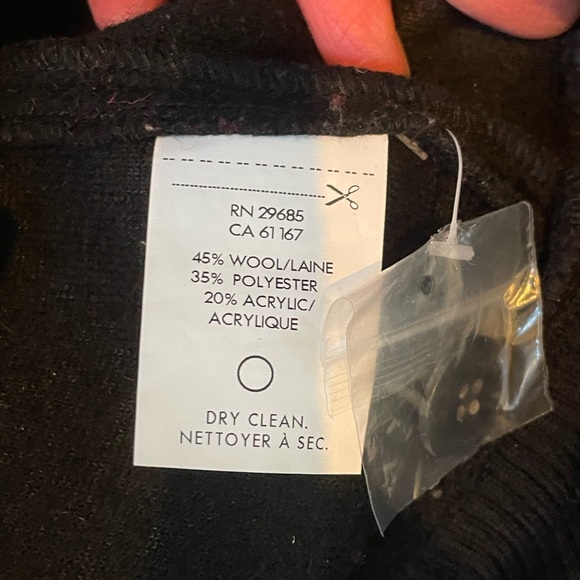 RN 29685
CA 61167
45% WOOL/LAINE
35% POLYESTER
20% ACRYLIC/
ACRYLIQUE
DRY CLEAN.
NETTOYER À SEC.